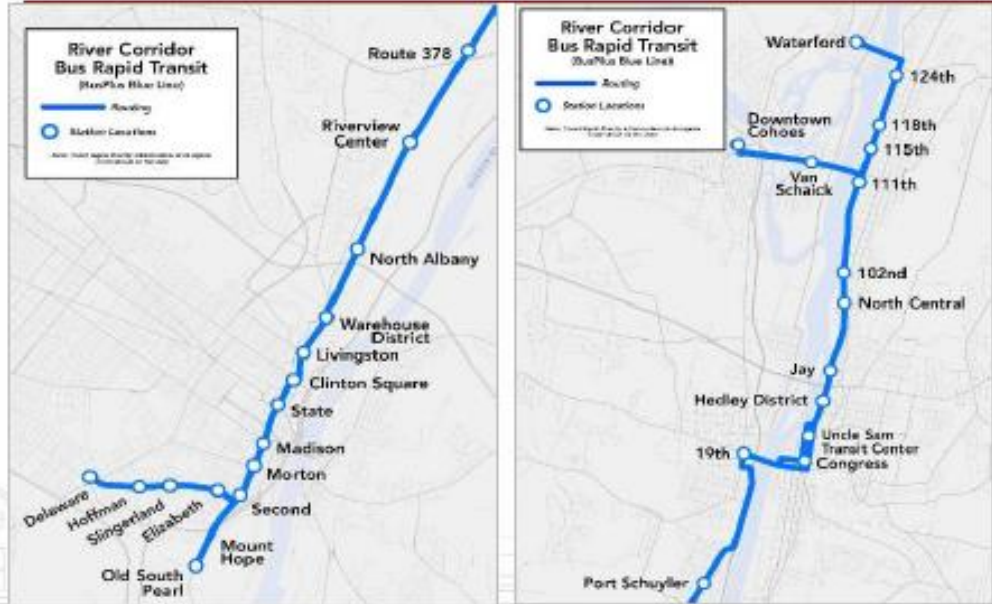 River Corridor
Bus Rapid Transit
(BusPlus Blue Line)
Routing
Station Locations
Route 378
Riverview
Center
North Albany
Warehouse
District
Livingston
Clinton Square
State
Madison
Morton
Second
Delaware
Hoffman
Slingerland
Elizabeth
Mount
Hope
Old South
Pearl
River Corridor
Bus Rapid Transit
(BusPlus Blue Line)
Routing
Station Locations
Waterford
124th
118th
115th
111th
Downtown
Cohoes
Van
Schaick
102nd
North Central
Jay
Hedley District
Uncle Sam
Transit Center
Congress
19th
Port Schuyller